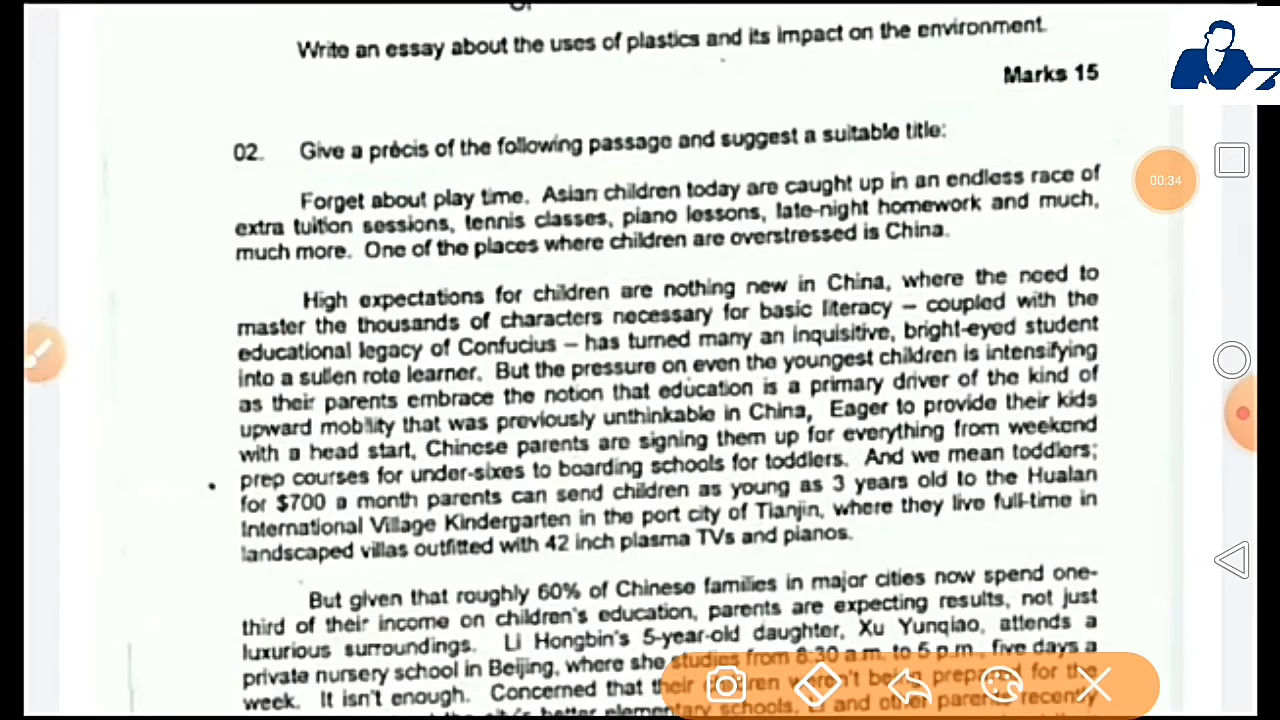 Or
Write an essay about the uses of plastics and its impact on the environment.
Marks 15
00:34
02. Give a précis of the following passage and suggest a suitable title:
Forget about play time. Asian children today are caught up in an endless race of
extra tuition sessions, tennis classes, piano lessons, late-night homework and much,
much more. One of the places where children are overstressed is China.
High expectations for children are nothing new in China, where the need to
master the thousands of characters necessary for basic literacy – coupled with the
educational legacy of Confucius – has turned many an inquisitive, bright-eyed student
into a sullen rote learner. But the pressure on even the youngest children is intensifying
as their parents embrace the notion that education is a primary driver of the kind of
upward mobility that was previously unthinkable in China, Eager to provide their kids
with a head start, Chinese parents are signing them up for everything from weekend
prep courses for under-sixes to boarding schools for toddlers. And we mean toddlers;
for $700 a month parents can send children as young as 3 years old to the Hualan
International Village Kindergarten in the port city of Tianjin, where they live full-time in
landscaped villas outfitted with 42 inch plasma TVs and pianos.
But given that roughly 60% of Chinese families in major cities now spend one-
third of their income on children's education, parents are expecting results, not just
luxurious surroundings. Li Hongbin's 5-year-old daughter, Xu Yunqiao, attends a
private nursery school in Beijing, where she studies from 8:30 a.m. to 5 p.m., five days a
week. It isn't enough. Concerned that their children weren't being prepared for the
better elementary schools, Li and other parents recently